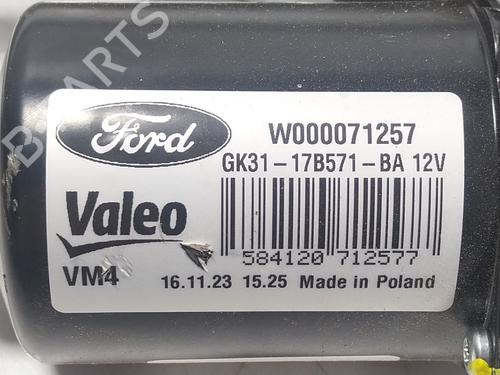 PARTS
Ford
W000071257
GK31-17B571-BA 12V
Valeo
584120 712577
VM4
16.11.23 15.25 Made in Poland